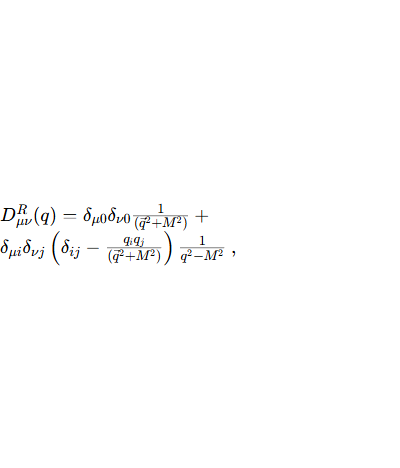 $D^R_{\mu\nu}(q) = \delta_{\mu 0}\delta_{\nu 0}\frac{1}{(\vec{q}^2+M^2)} +$
$\delta_{\mu i}\delta_{\nu j}\left(\delta_{ij} - \frac{q_i q_j}{(\vec{q}^2+M^2)}\right)\frac{1}{q^2-M^2}\ ,$